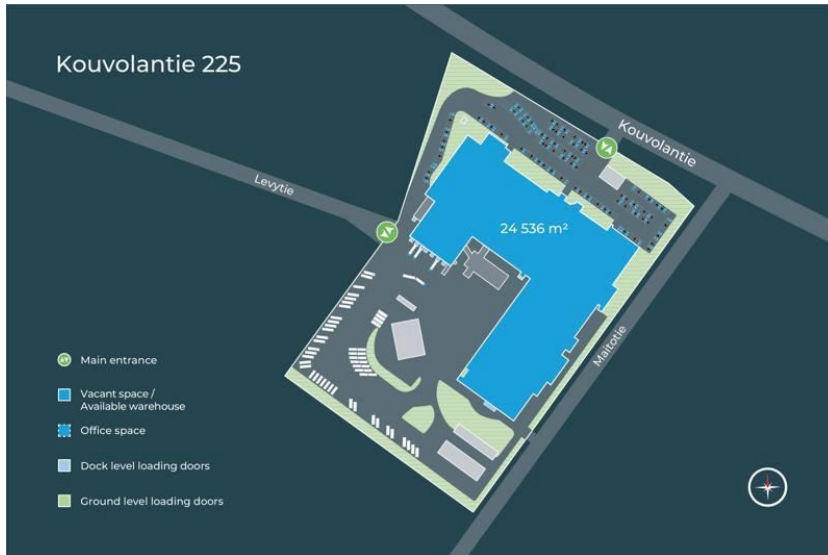 Kouvolantie 225
Kouvolantie
Levytie
24 536 m²
Maitotie
Main entrance
Vacant space /
Available warehouse
Office space
Dock level loading doors
Ground level loading doors